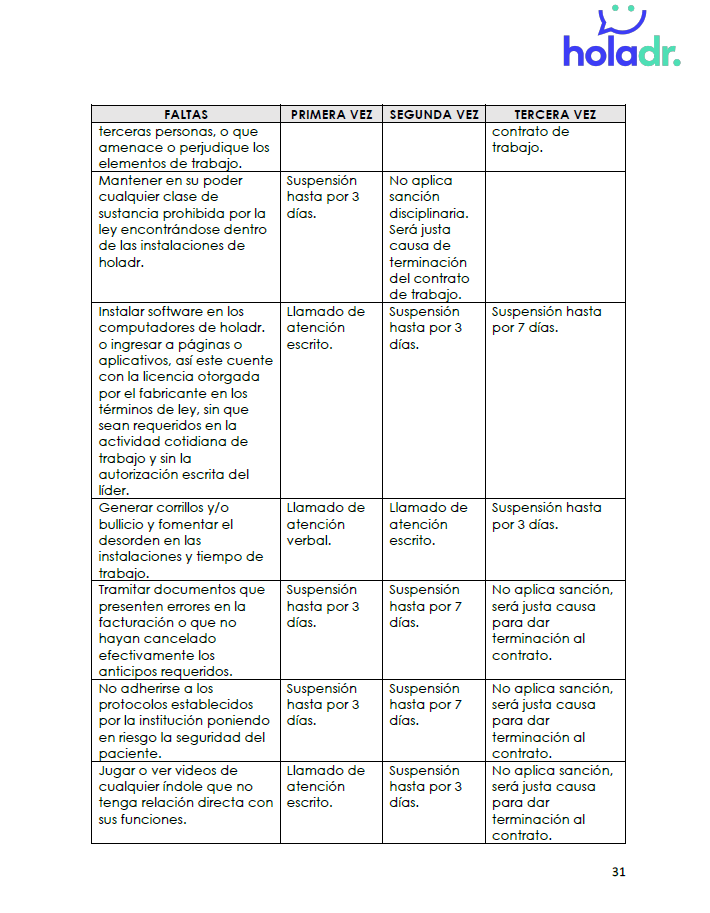 holadr.
FALTAS
PRIMERA VEZ
SEGUNDA VEZ
TERCERA VEZ
terceras personas, o que
amenace o perjudique los
elementos de trabajo.
contrato de
trabajo.
Mantener en su poder
cualquier clase de
sustancia prohibida por la
ley encontrándose dentro
de las instalaciones de
holadr.
Suspensión
hasta por 3
días.
No aplica
sanción
disciplinaria.
Será justa
causa de
terminación
del contrato
de trabajo.
Instalar software en los
computadores de holadr.
o ingresar a páginas o
aplicativos, así este cuente
con la licencia otorgada
por el fabricante en los
términos de ley, sin que
sean requeridos en la
actividad cotidiana de
trabajo y sin la
autorización escrita del
líder.
Llamado de
atención
escrito.
Suspensión
hasta por 3
días.
Suspensión hasta
por 7 días.
Generar corrillos y/o
bullicio y fomentar el
desorden en las
instalaciones y tiempo de
trabajo.
Llamado de
atención
verbal.
Llamado de
atención
escrito.
Suspensión hasta
por 3 días.
Tramitar documentos que
presenten errores en la
facturación o que no
hayan cancelado
efectivamente los
anticipos requeridos.
Suspensión
hasta por 3
días.
Suspensión
hasta por 7
días.
No aplica sanción,
será justa causa
para dar
terminación al
contrato.
No adherirse a los
protocolos establecidos
por la institución poniendo
en riesgo la seguridad del
paciente.
Suspensión
hasta por 3
días.
Suspensión
hasta por 7
días.
No aplica sanción,
será justa causa
para dar
terminación al
contrato.
Jugar o ver videos de
cualquier índole que no
tenga relación directa con
sus funciones.
Llamado de
atención
escrito.
Suspensión
hasta por 3
días.
No aplica sanción,
será justa causa
para dar
terminación al
contrato.
31